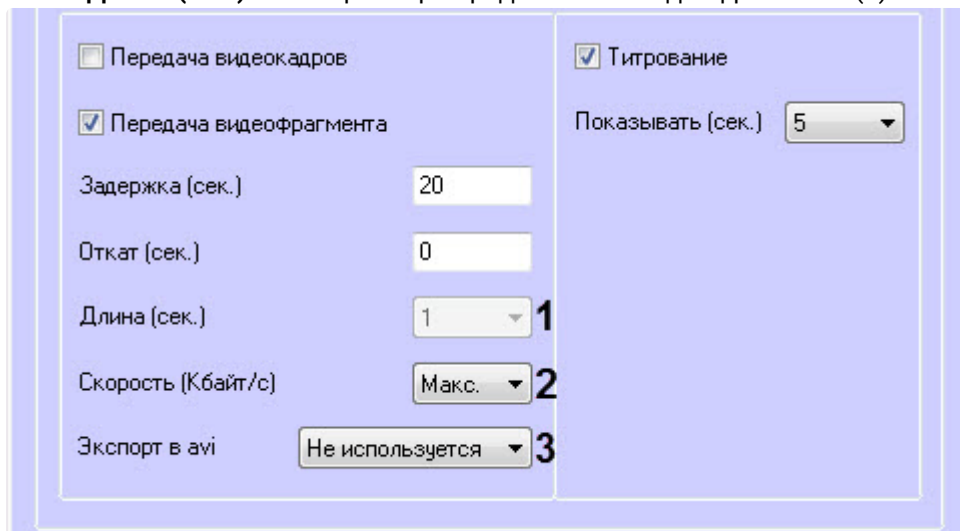 Передача видеокадров
Передача видеофрагмента
Задержка (сек.) 20
Откат (сек.) 0
Длина (сек.) 1 1
Скорость (Кбайт/с) Макс. 2
Экспорт в avi Не используется 3
Титрование
Показывать (сек.) 5